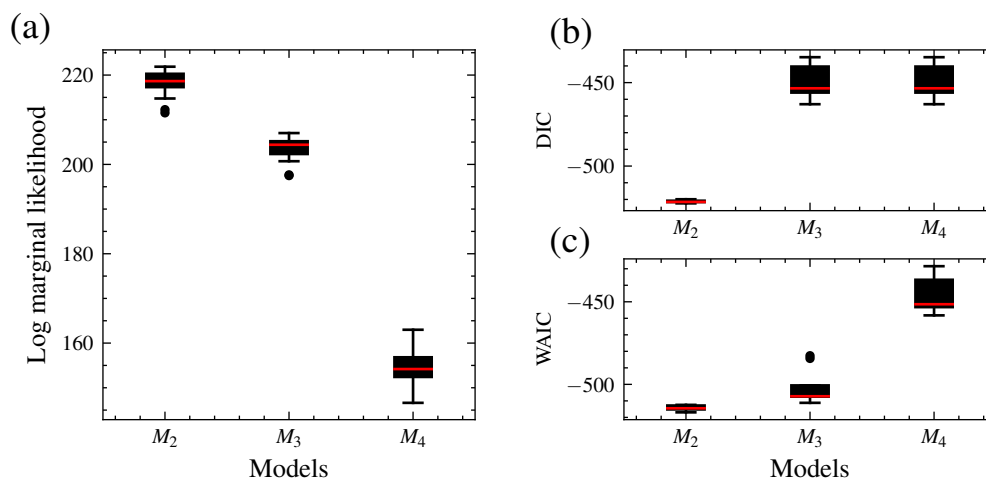 (a)
Log marginal likelihood
220
200
180
160
M2
M3
M4
Models
(b)
DIC
−450
−500
M2
M3
M4
(c)
WAIC
−450
−500
M2
M3
M4
Models